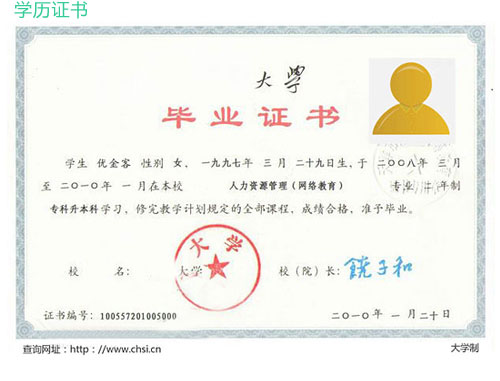 学历证书
大學
毕业证书
学生 优金客 性别 女、一九九七年 三月 二十九日生,于 二〇〇八年 三月
至 二〇一〇年 一月在本校 人力资源管理(网络教育) 专业 二年制
专科升本科学习,修完教学计划规定的全部课程,成绩合格,准予毕业。
大学
校 名: 大学 校(院)长: 饒子和
证书编号:100557201005000 二〇一〇年 一月二十日
查询网址:http://www.chsi.cn 大学制